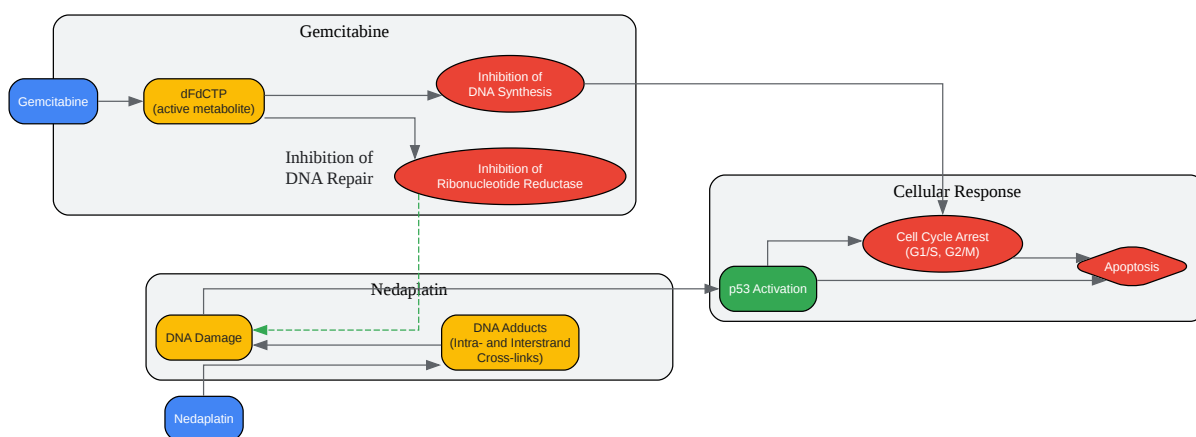 Gemcitabine
Gemcitabine
dFdCTP
(active metabolite)
Inhibition of
DNA Synthesis
Inhibition of
DNA Repair
Inhibition of
Ribonucleotide Reductase
Cellular Response
Cell Cycle Arrest
(G1/S, G2/M)
Apoptosis
p53 Activation
Nedaplatin
DNA Damage
DNA Adducts
(Intra- and Interstrand
Cross-links)
Nedaplatin